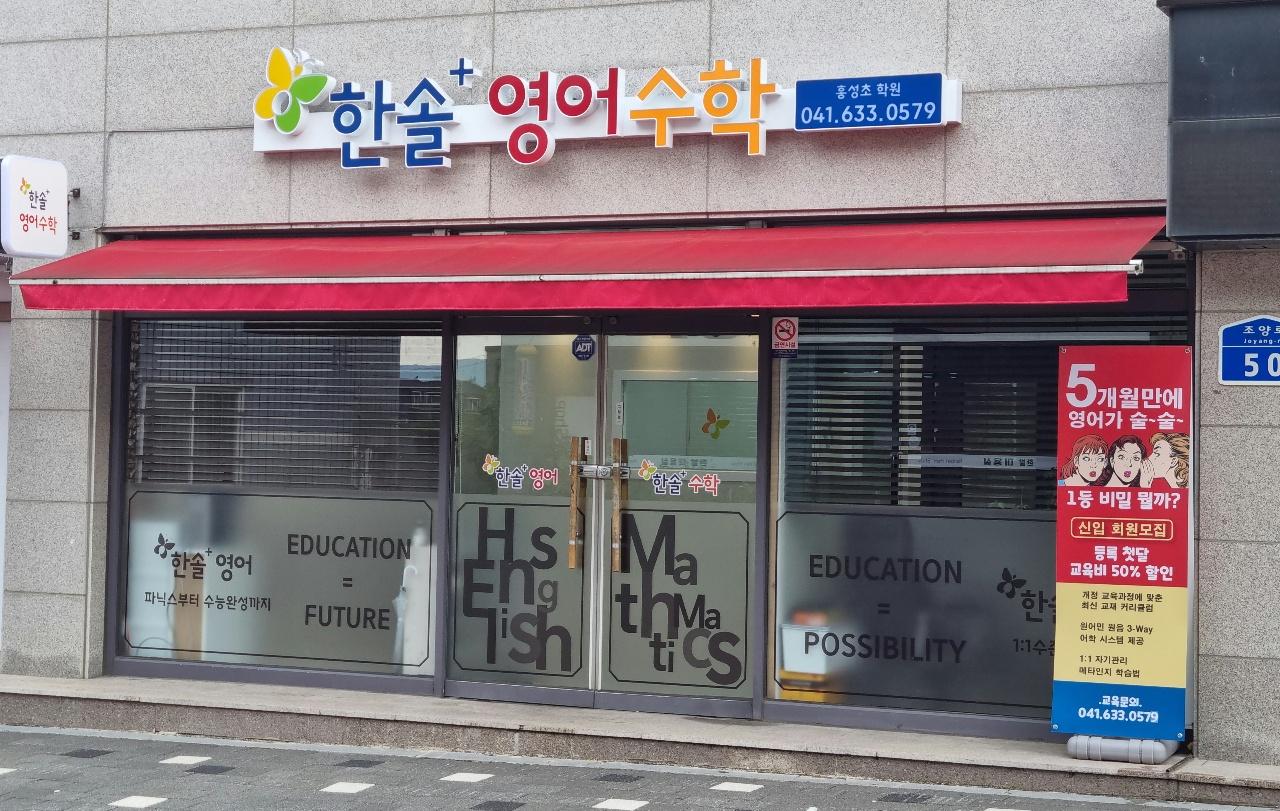 한솔+ 영어수학
홍성초 학원
041.633.0579
한솔+
영어수학
조양로
Joyang-r
50
ADT
금연시설
한솔+ 영어
한솔+ 수학
Hs
English
Mathmatics
한솔+ 영어
파닉스부터 수능완성까지
EDUCATION
=
FUTURE
EDUCATION
=
POSSIBILITY
한솔
1:1수준
5개월만에
영어가 술~술~
1등 비밀 뭘까?
신입 회원모집
등록 첫달
교육비 50% 할인
개정 교육과정에 맞춘
최신 교재 커리큘럼
원어민 원음 3-Way
어학 시스템 제공
1:1 자기관리
메타인지 학습법
.교육문의.
041.633.0579